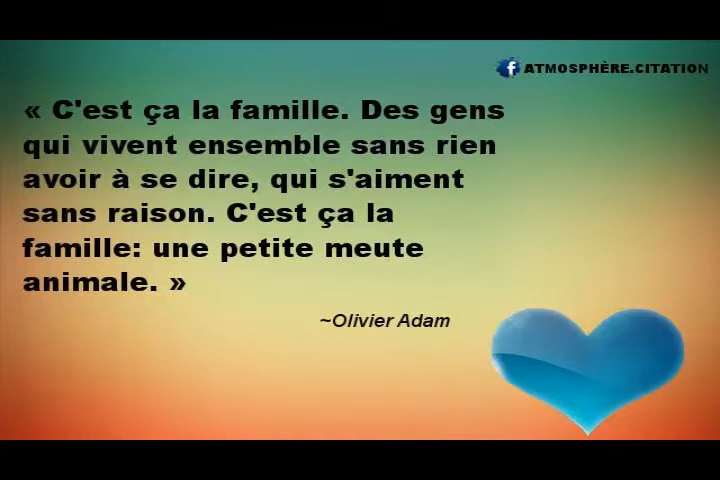 f ATMOSPHÈRE.CITATION
« C'est ça la famille. Des gens
qui vivent ensemble sans rien
avoir à se dire, qui s'aiment
sans raison. C'est ça la
famille: une petite meute
animale. »
~Olivier Adam